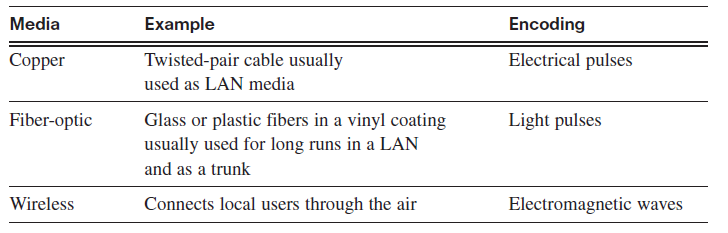 Media Example Encoding
Copper Twisted-pair cable usually Electrical pulses
used as LAN media
Fiber-optic Glass or plastic fibers in a vinyl coating Light pulses
usually used for long runs in a LAN
and as a trunk
Wireless Connects local users through the air Electromagnetic waves